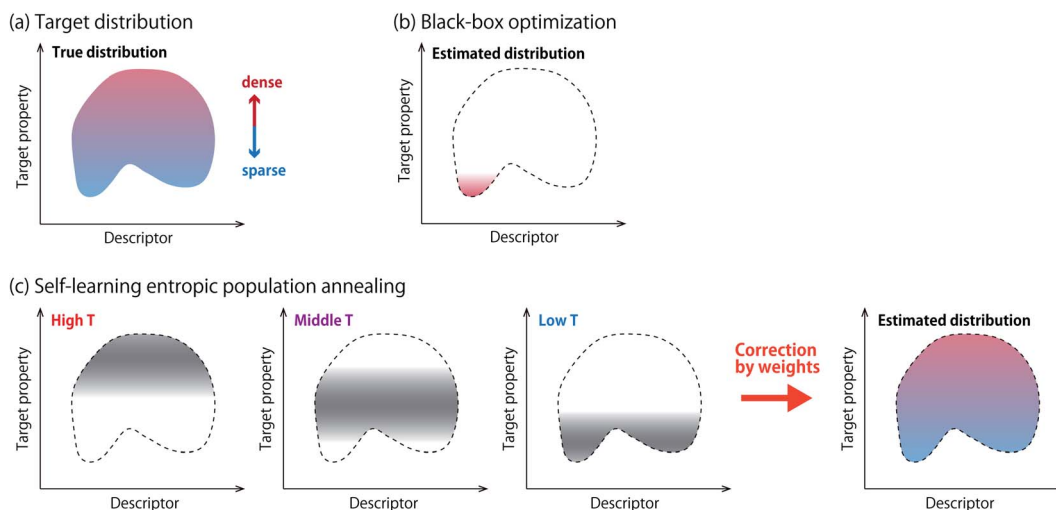 (a) Target distribution
True distribution
dense
sparse
Target property
Descriptor
(b) Black-box optimization
Estimated distribution
Target property
Descriptor
(c) Self-learning entropic population annealing
High T
Target property
Descriptor
Middle T
Target property
Descriptor
Low T
Target property
Descriptor
Correction
by weights
Estimated distribution
Target property
Descriptor